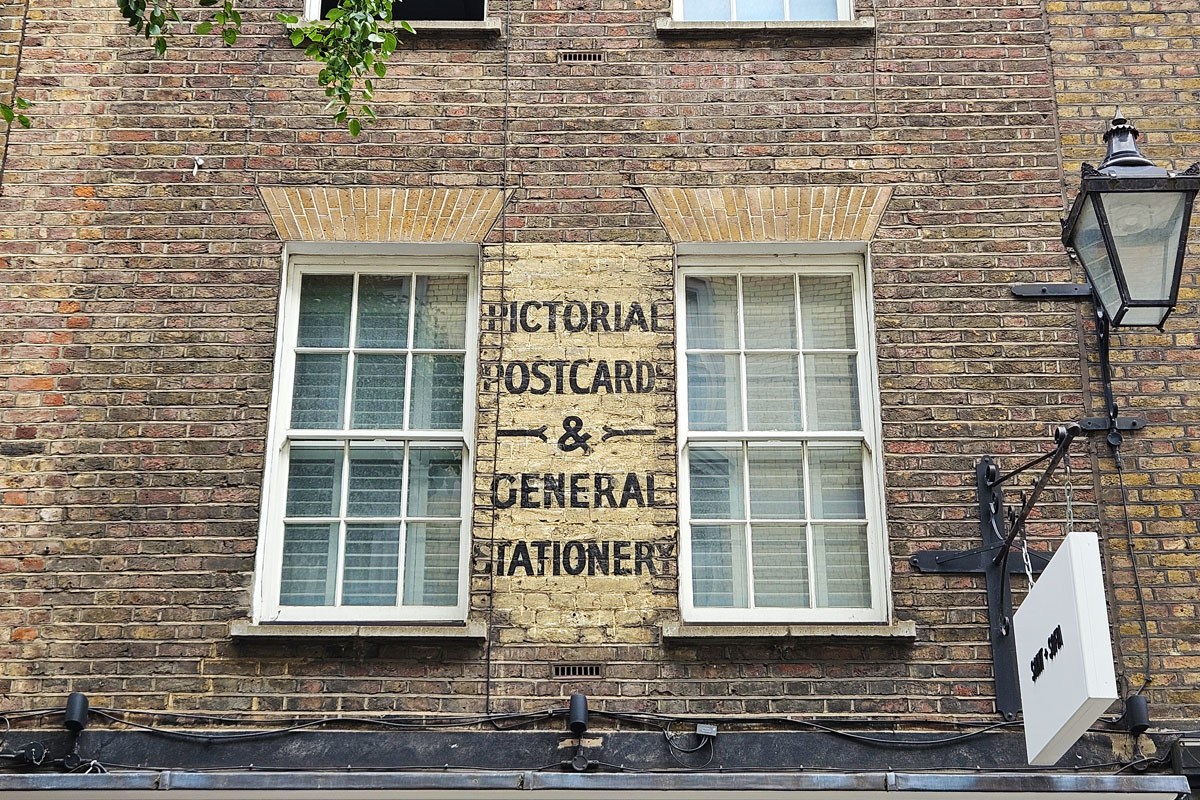 PICTORIAL
POSTCARDS
&
GENERAL
STATIONERY